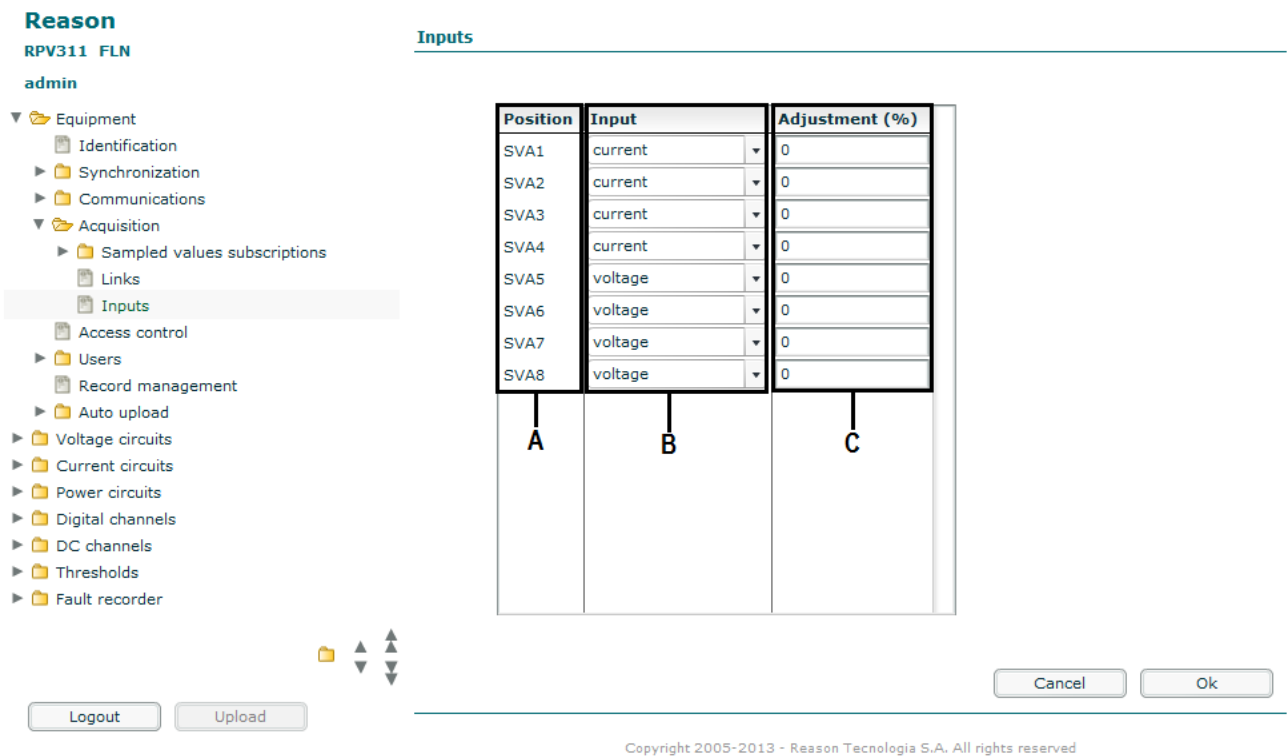 Reason
RPV311 FLN
admin
Equipment
Identification
Synchronization
Communications
Acquisition
Sampled values subscriptions
Links
Inputs
Access control
Users
Record management
Auto upload
Voltage circuits
Current circuits
Power circuits
Digital channels
DC channels
Thresholds
Fault recorder
Logout Upload
Inputs
Position Input Adjustment (%)
SVA1 current 0
SVA2 current 0
SVA3 current 0
SVA4 current 0
SVA5 voltage 0
SVA6 voltage 0
SVA7 voltage 0
SVA8 voltage 0
A B C
Cancel Ok
Copyright 2005-2013 - Reason Tecnologia S.A. All rights reserved